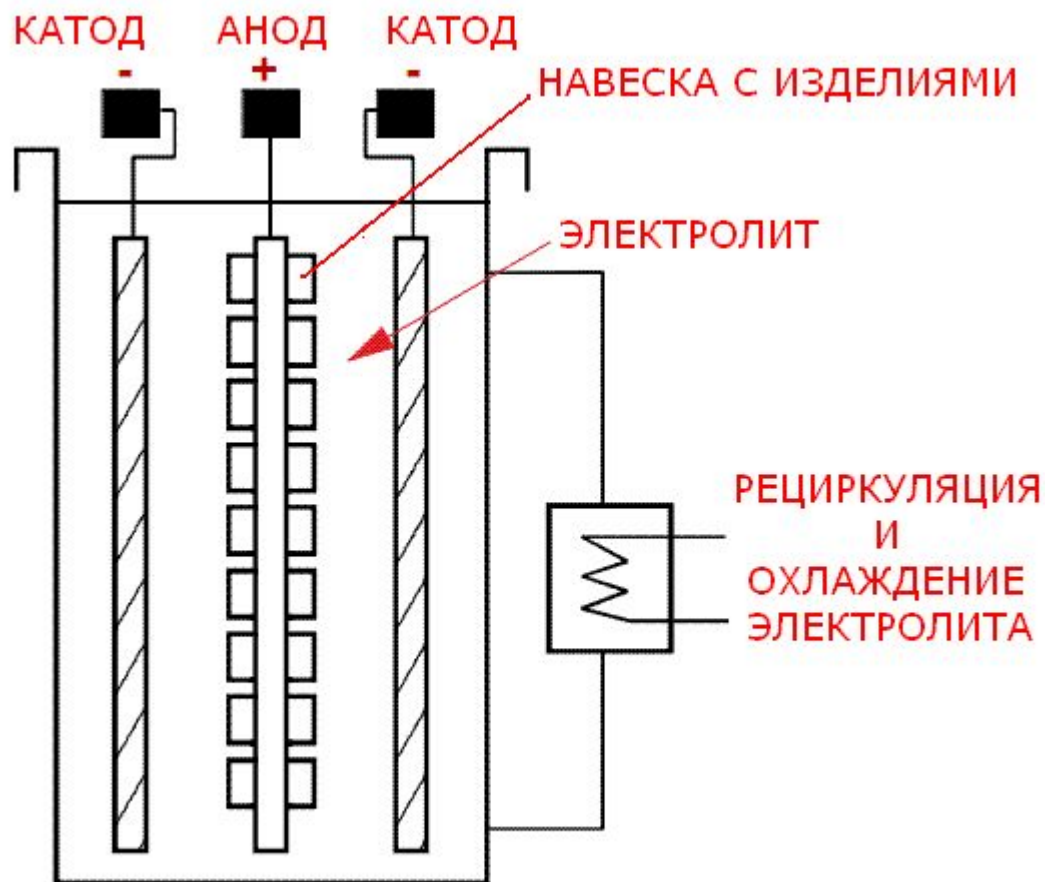 КАТОД АНОД КАТОД
- + -
НАВЕСКА С ИЗДЕЛИЯМИ
ЭЛЕКТРОЛИТ
РЕЦИРКУЛЯЦИЯ
И
ОХЛАЖДЕНИЕ
ЭЛЕКТРОЛИТА